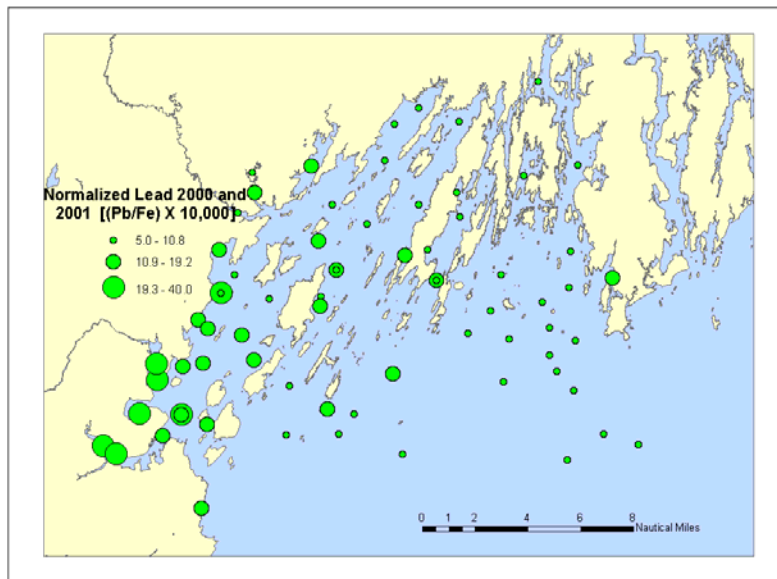 Normalized Lead 2000 and
2001 [(Pb/Fe) X 10,000]
5.0 - 10.8
10.9 - 19.2
19.3 - 40.0
0 1 2 4 6 8
Nautical Miles